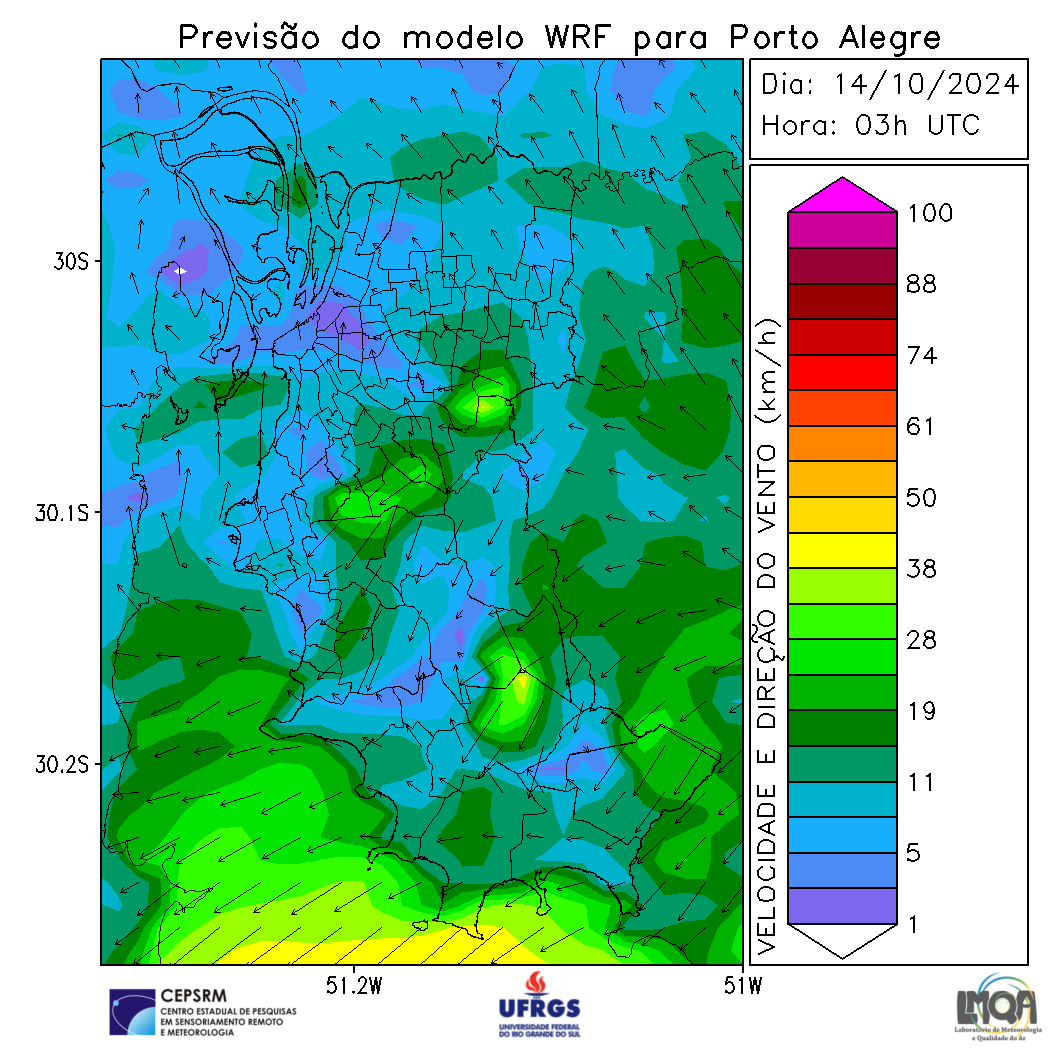 Previsão do modelo WRF para Porto Alegre
Dia: 14/10/2024
Hora: 03h UTC
30S
30.1S
30.2S
51.2W
51W
VELOCIDADE E DIREÇÃO DO VENTO (km/h)
100
88
74
61
50
38
28
19
11
5
1
CEPSRM
CENTRO ESTADUAL DE PESQUISAS
EM SENSORIAMENTO REMOTO
E METEOROLOGIA
UFRGS
UNIVERSIDADE FEDERAL
DO RIO GRANDE DO SUL
LMQA
Laboratório de Meteorologia
e Qualidade do Ar